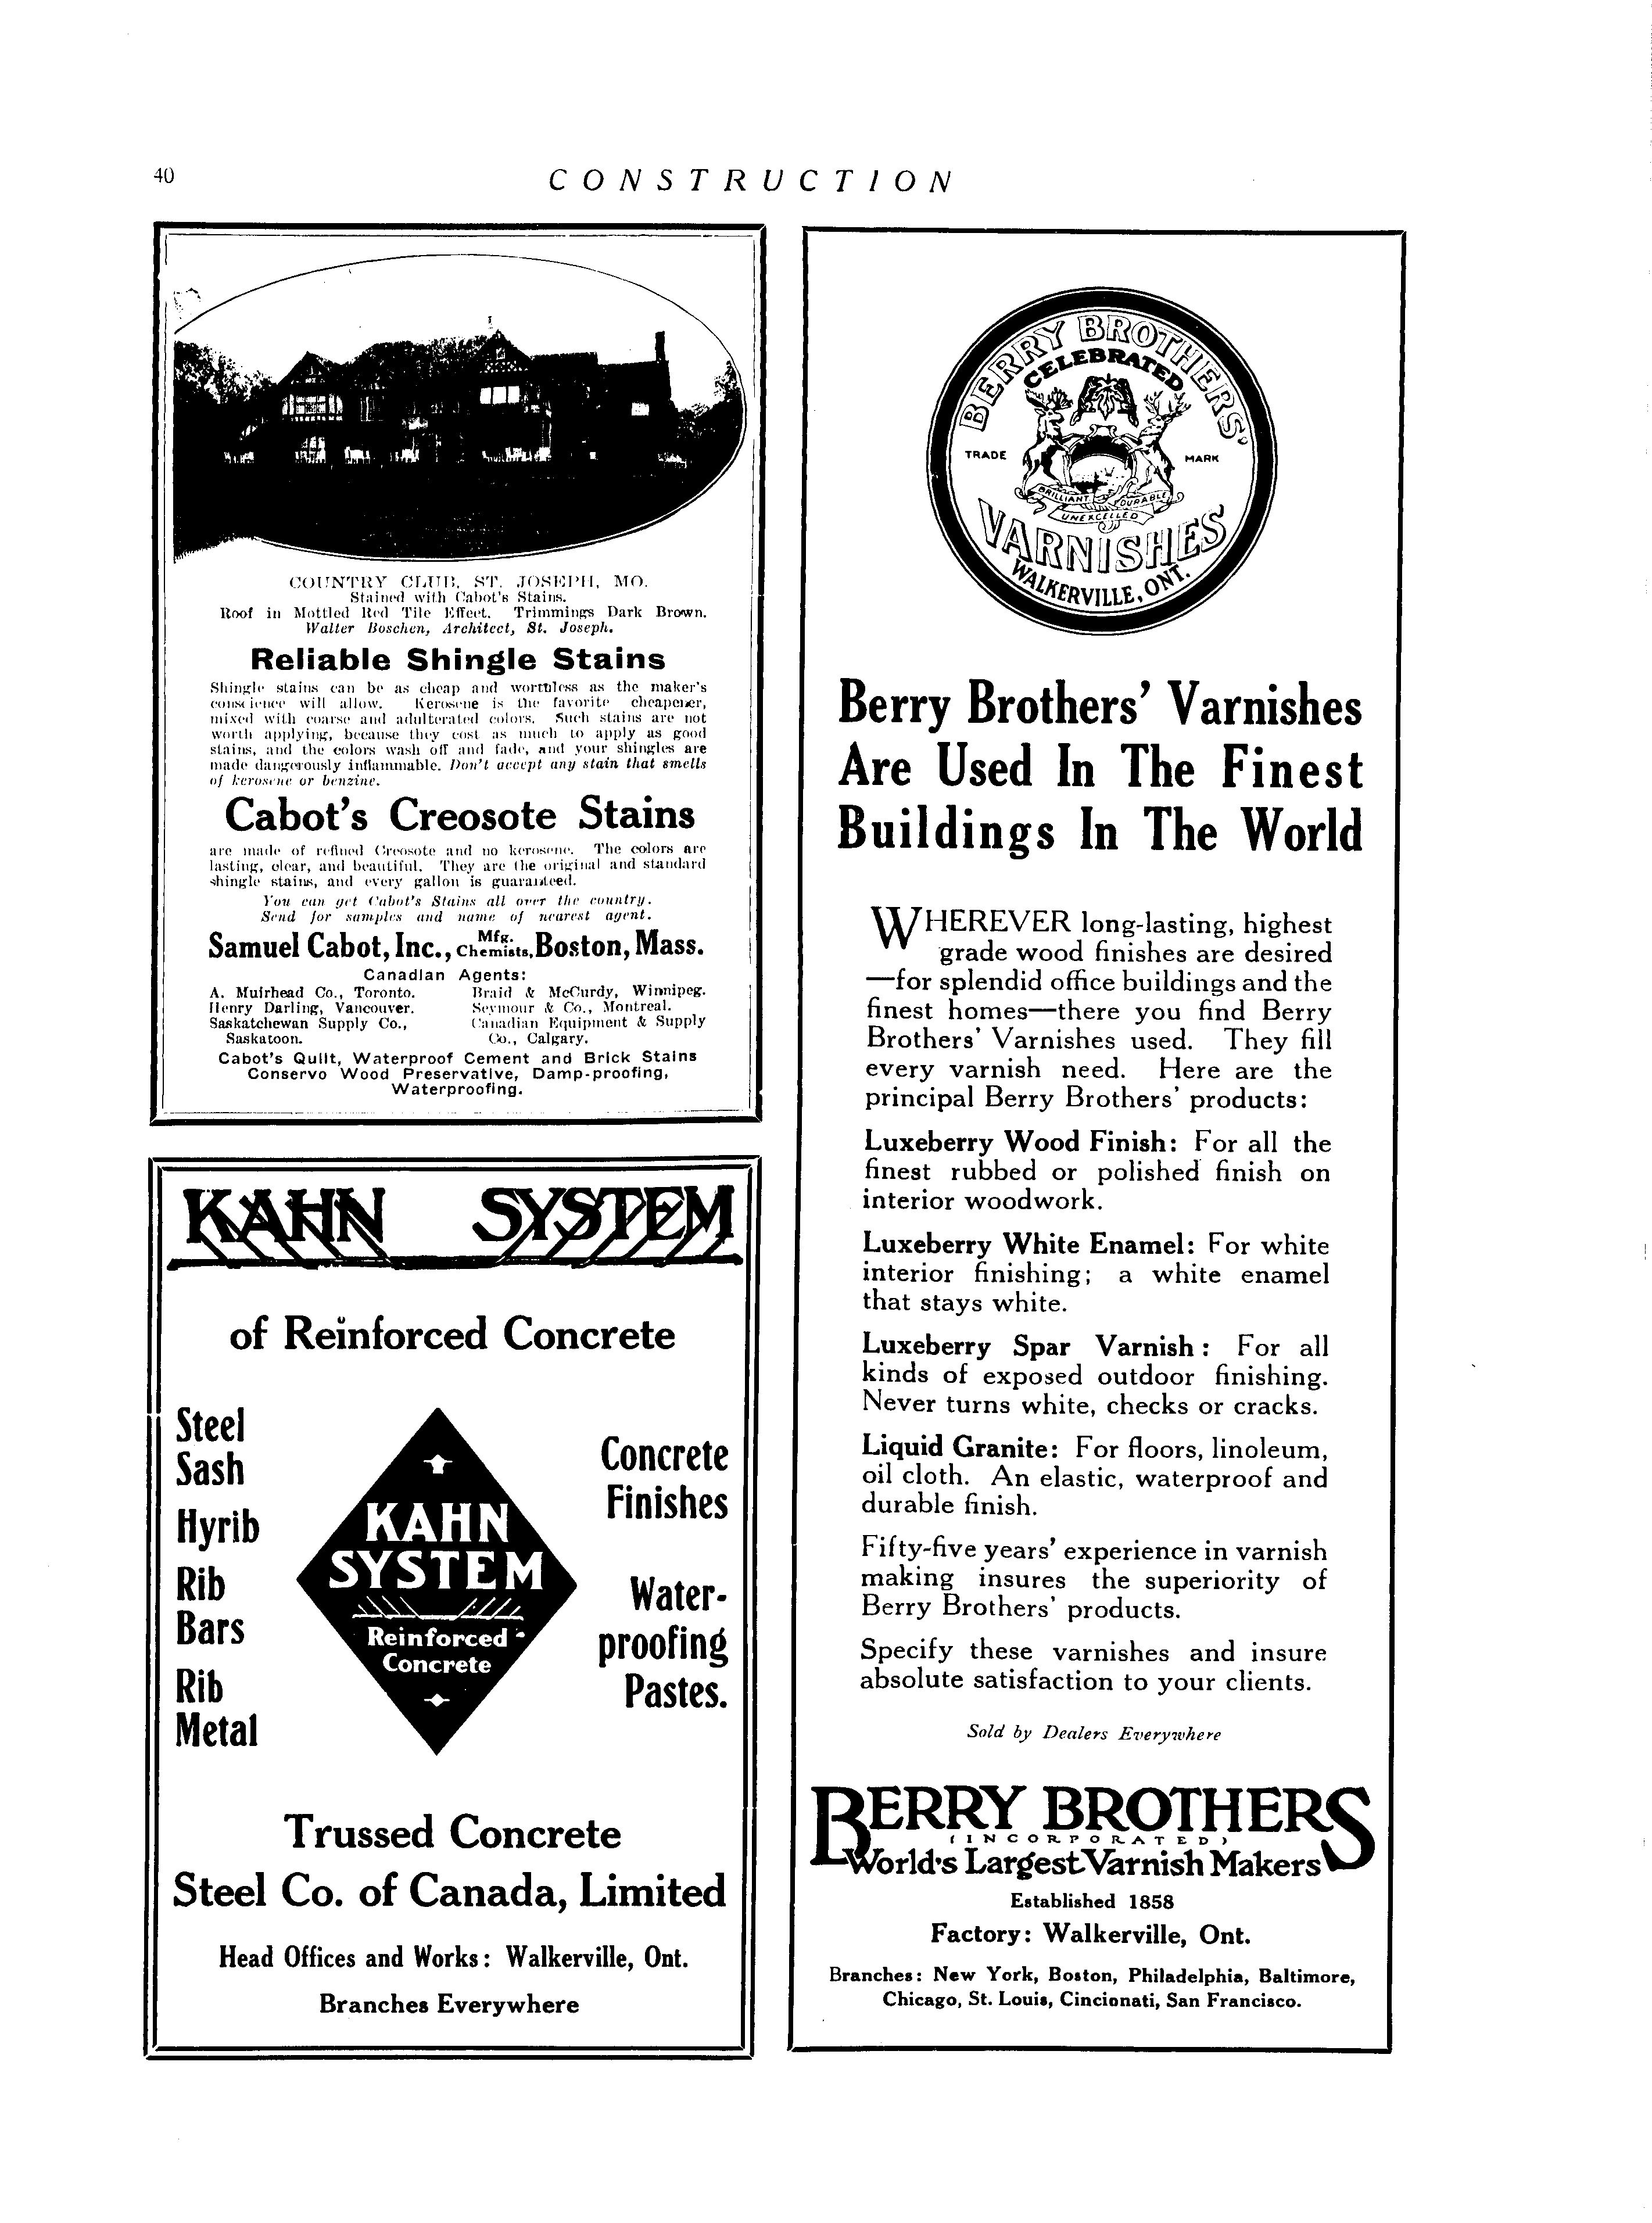 40
CONSTRUCTION
COUNTRY CLUB, ST. JOSEPH, MO.
Stained with Cabot's Stains.
Roof in Mottled Red Tile Effect. Trimmings Dark Brown.
Walter Boschen, Architect, St. Joseph.
Reliable Shingle Stains
Shingle stains can be as cheap and worthless as the maker's
conscience will allow. Kerosene is the favorite cheapener,
mixed with coarse and adulterated colors. Such stains are not
worth applying, because they cost as much to apply as good
stains, and the colors wash off and fade, and your shingles are
made dangerously inflammable. Don't accept any stain that smells
of kerosene or benzine.
Cabot's Creosote Stains
are made of refined Creosote and no kerosene. The colors are
lasting, clear, and beautiful. They are the original and standard
shingle stains, and every gallon is guaranteed.
You can get Cabot's Stains all over the country.
Send for samples and name of nearest agent.
Samuel Cabot, Inc., Mfg. Chemists, Boston, Mass.
Canadian Agents:
A. Muirhead Co., Toronto.
Henry Darling, Vancouver.
Saskatchewan Supply Co.,
Saskatoon.
Braid & McCurdy, Winnipeg.
Seymour & Co., Montreal.
Canadian Equipment & Supply
Co., Calgary.
Cabot's Quilt, Waterproof Cement and Brick Stains
Conservo Wood Preservative, Damp-proofing,
Waterproofing.
KAHN SYSTEM
of Reinforced Concrete
Steel
Sash
Hyrib
Rib
Bars
Rib
Metal
KAHN
SYSTEM
Reinforced
Concrete
Concrete
Finishes
Water-
proofing
Pastes.
Trussed Concrete
Steel Co. of Canada, Limited
Head Offices and Works: Walkerville, Ont.
Branches Everywhere
BERRY BROTHERS'
CELEBRATED
TRADE MARK
BRILLIANT DURABLE
UNEXCELLED
VARNISHES
WALKERVILLE, ONT.
Berry Brothers' Varnishes
Are Used In The Finest
Buildings In The World
WHEREVER long-lasting, highest
grade wood finishes are desired
—for splendid office buildings and the
finest homes—there you find Berry
Brothers' Varnishes used. They fill
every varnish need. Here are the
principal Berry Brothers' products:
Luxeberry Wood Finish: For all the
finest rubbed or polished finish on
interior woodwork.
Luxeberry White Enamel: For white
interior finishing; a white enamel
that stays white.
Luxeberry Spar Varnish: For all
kinds of exposed outdoor finishing.
Never turns white, checks or cracks.
Liquid Granite: For floors, linoleum,
oil cloth. An elastic, waterproof and
durable finish.
Fifty-five years' experience in varnish
making insures the superiority of
Berry Brothers' products.
Specify these varnishes and insure
absolute satisfaction to your clients.
Sold by Dealers Everywhere
BERRY BROTHERS
(INCORPORATED)
World's Largest Varnish Makers
Established 1858
Factory: Walkerville, Ont.
Branches: New York, Boston, Philadelphia, Baltimore,
Chicago, St. Louis, Cincionati, San Francisco.